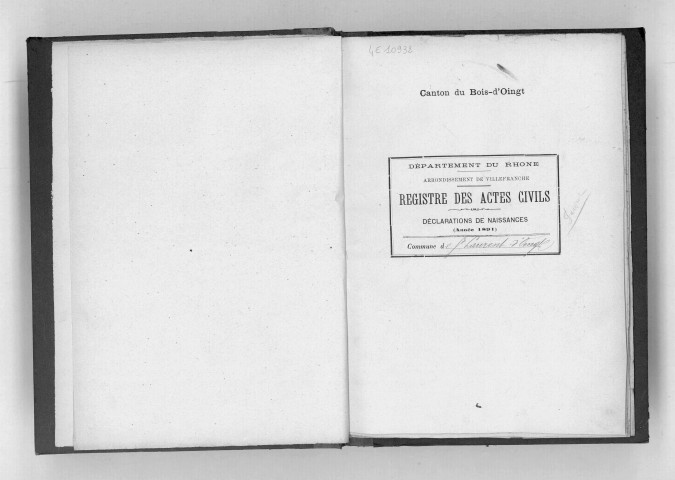 4E 10932
Canton du Bois-d'Oingt
DÉPARTEMENT DU RHONE
ARRONDISSEMENT DE VILLEFRANCHE
REGISTRE DES ACTES CIVILS
DÉCLARATIONS DE NAISSANCES
(Année 1891)
Commune de St Laurent d'Oingt